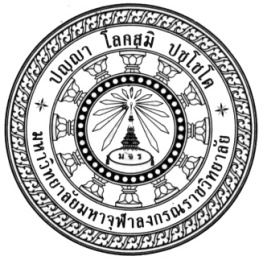 ปญฺญา โลกสฺมิ ปชฺโชโต
มจร
มหาวิทยาลัยมหาจุฬาลงกรณราชวิทยาลัย